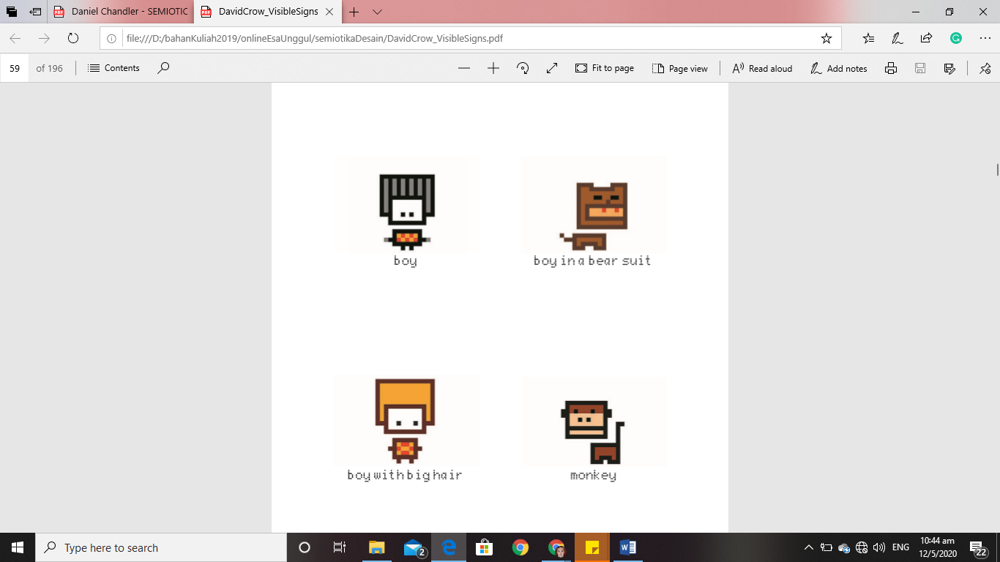 Daniel Chandler - SEMIOTIC
DavidCrow_VisibleSigns
file:///D:/bahanKuliah2019/onlineEsaUnggul/semiotikaDesain/DavidCrow_VisibleSigns.pdf
59 of 196
Contents
Fit to page
Page view
Read aloud
Add notes
boy
boy in a bear suit
boy with big hair
monkey
Type here to search
2
ENG
10:44 am
12/5/2020
22